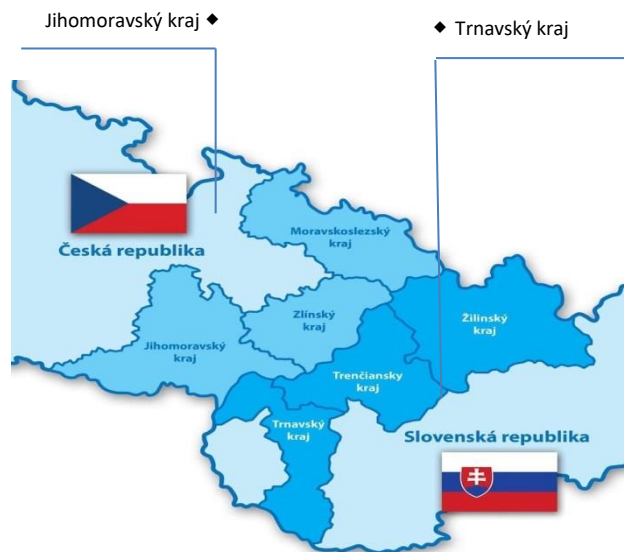 Jihomoravský kraj ◆
◆ Trnavský kraj
Moravskoslezský
kraj
Česká republika
Zlínský
kraj
Žilinský
kraj
Jihomoravský
kraj
Trenčiansky
kraj
Trnavský
kraj
Slovenská republika